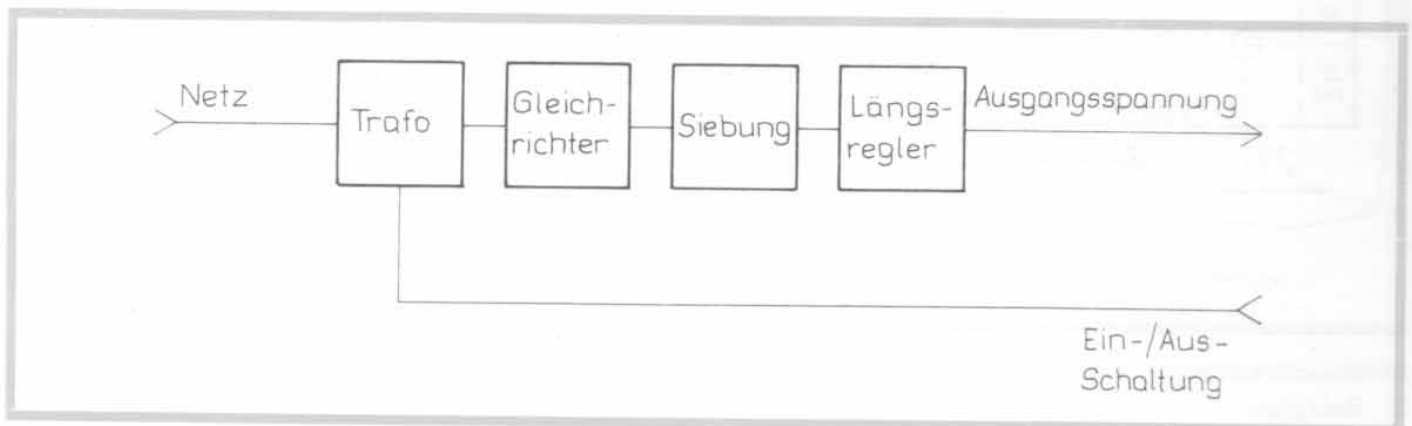 Netz
Trafo
Gleich-
richter
Siebung
Längs-
regler
Ausgangsspannung
Ein-/Aus-
Schaltung